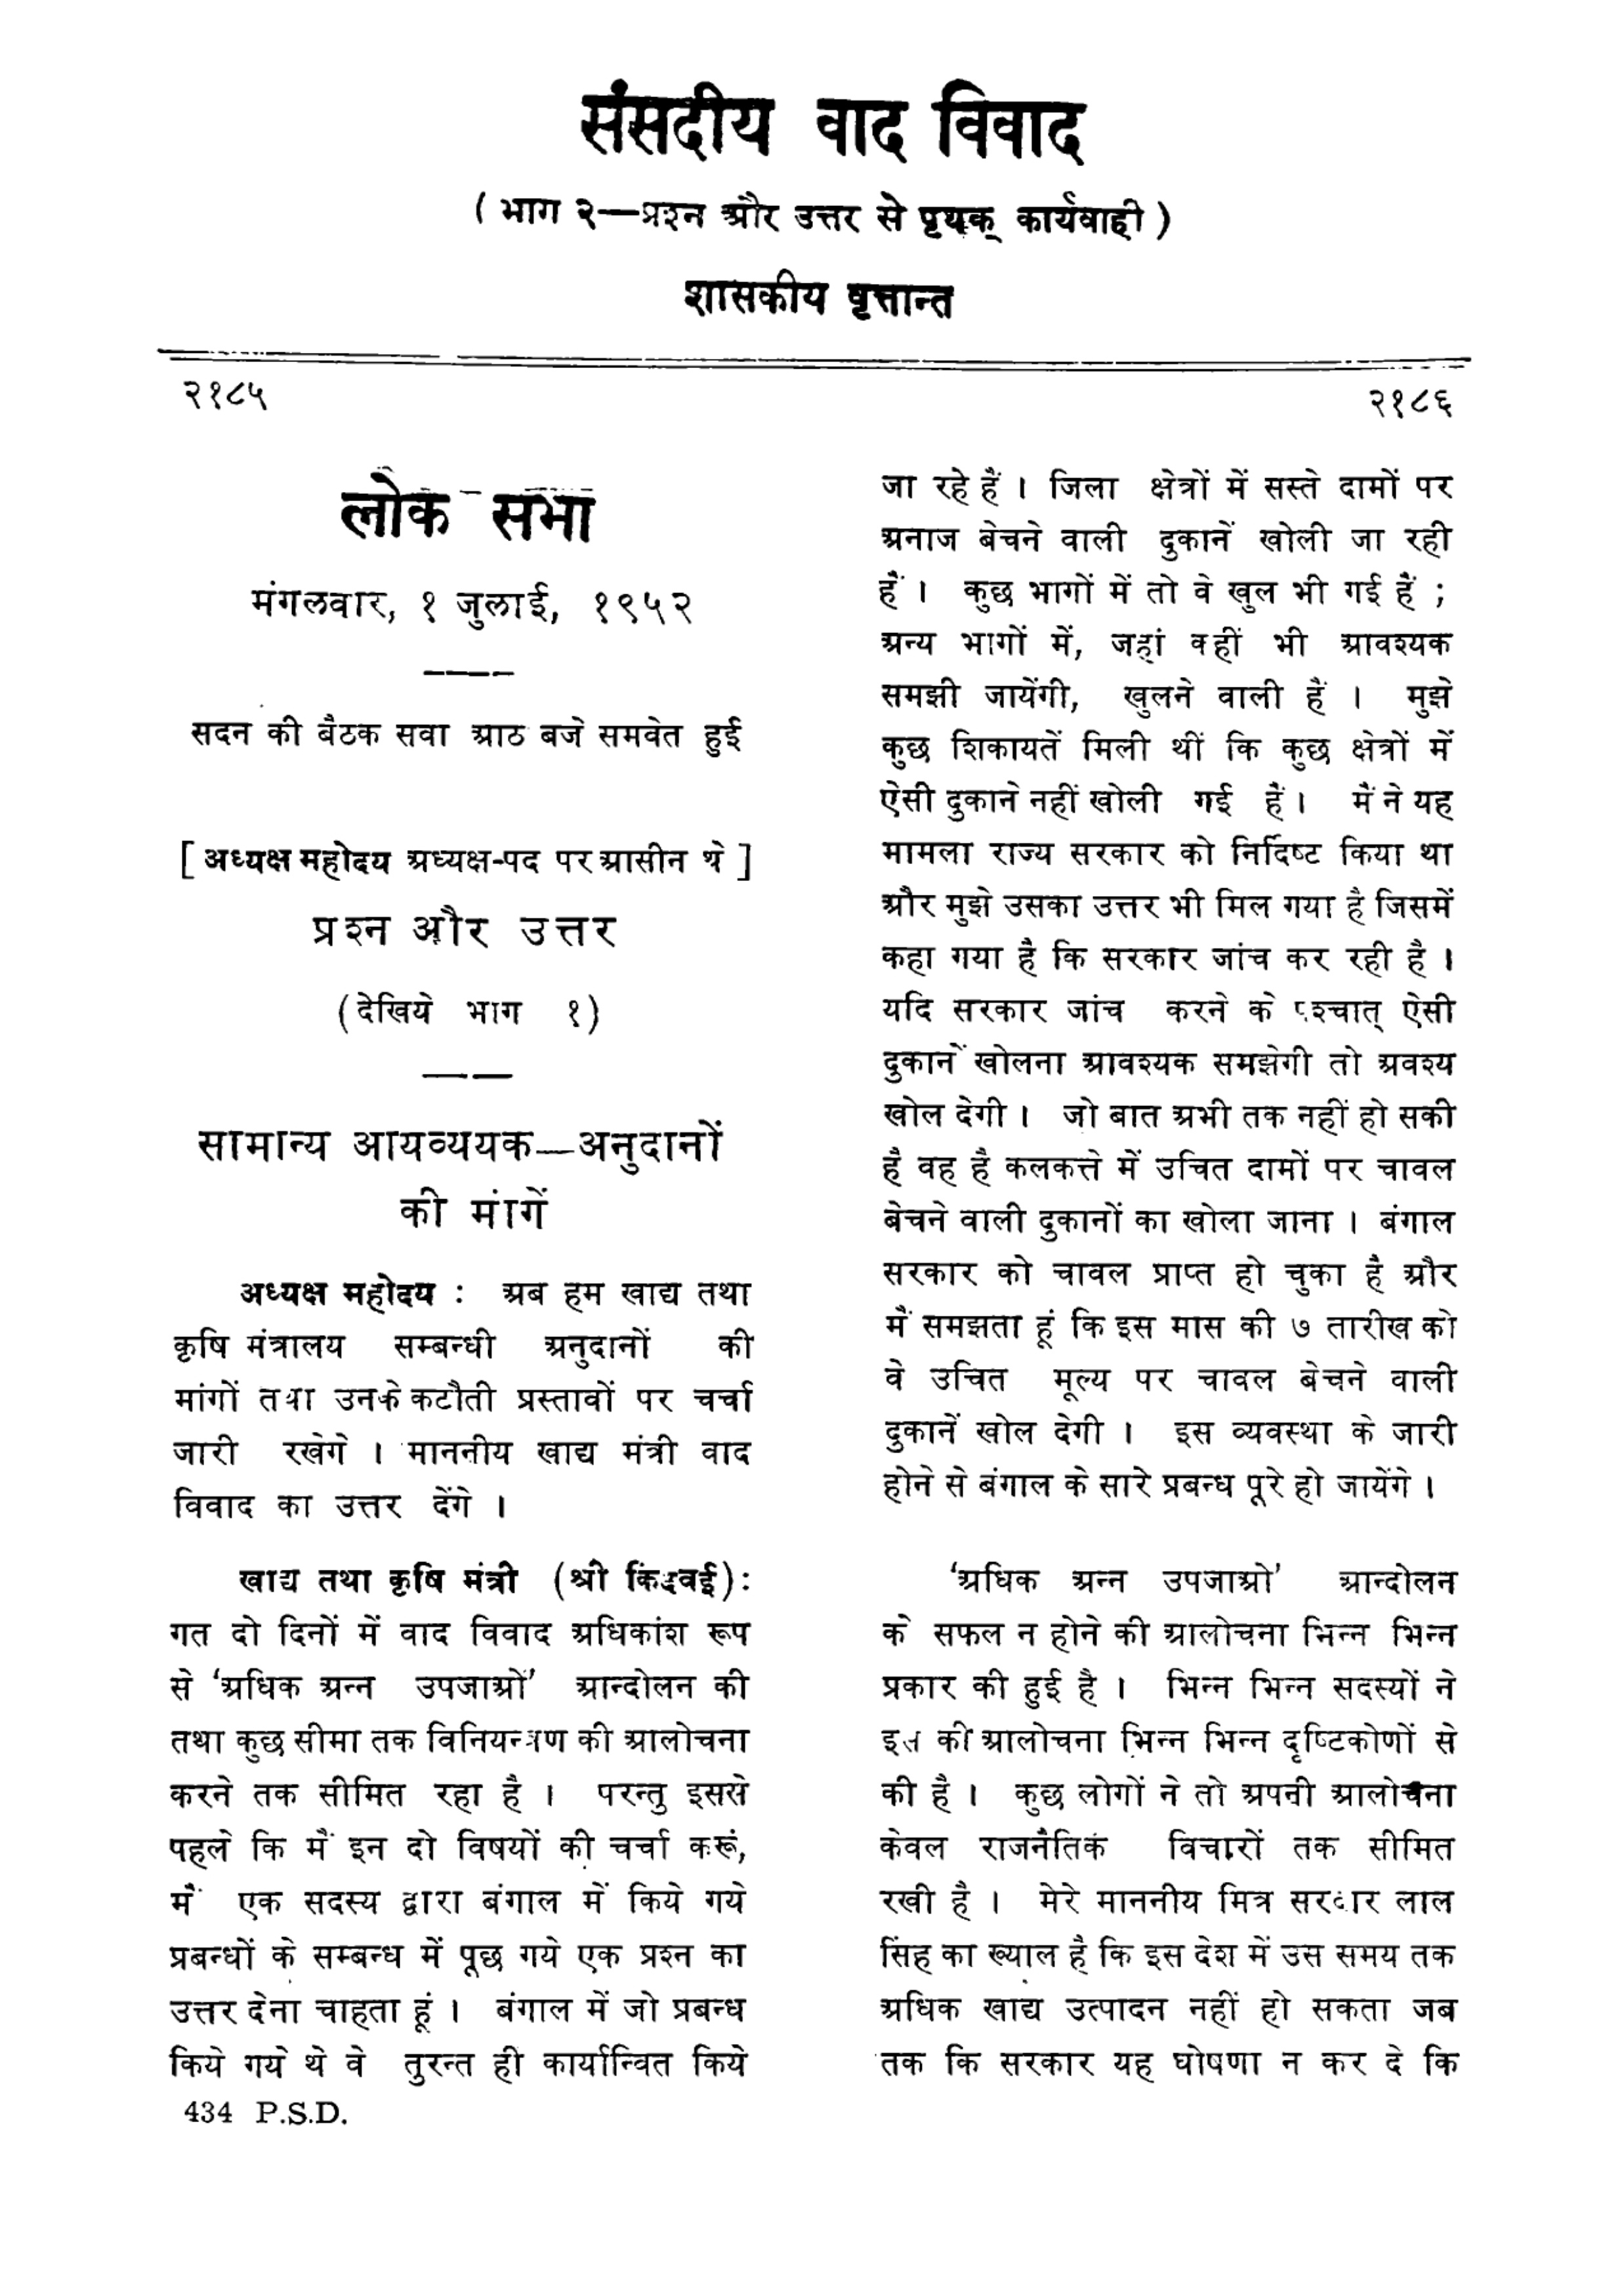 संसदीय वाद विवाद
( भाग २—प्रश्न और उत्तर से पृथक् कार्यवाही )
शासकीय वृत्तान्त
२१८५
२१८६
लोक सभा
मंगलवार, १ जुलाई, १९५२
सदन की बैठक सवा आठ बजे समवेत हुई
[ अध्यक्ष महोदय अध्यक्ष-पद पर आसीन थे ]
प्रश्न और उत्तर
(देखिये भाग १)
सामान्य आयव्ययक—अनुदानों
की मांगें
अध्यक्ष महोदय : अब हम खाद्य तथा
कृषि मंत्रालय सम्बन्धी अनुदानों की
मांगों तथा उनके कटौती प्रस्तावों पर चर्चा
जारी रखेंगे । माननीय खाद्य मंत्री वाद
विवाद का उत्तर देंगे ।
खाद्य तथा कृषि मंत्री (श्री किदवई) :
गत दो दिनों में वाद विवाद अधिकांश रूप
से ‘अधिक अन्न उपजाओ’ आन्दोलन की
तथा कुछ सीमा तक विनियन्त्रण की आलोचना
करने तक सीमित रहा है । परन्तु इससे
पहले कि मैं इन दो विषयों की चर्चा करूं,
मैं एक सदस्य द्वारा बंगाल में किये गये
प्रबन्धों के सम्बन्ध में पूछे गये एक प्रश्न का
उत्तर देना चाहता हूं । बंगाल में जो प्रबन्ध
किये गये थे वे तुरन्त ही कार्यान्वित किये
434 P.S.D.
जा रहे हैं । जिला क्षेत्रों में सस्ते दामों पर
अनाज बेचने वाली दुकानें खोली जा रही
हैं । कुछ भागों में तो वे खुल भी गई हैं ;
अन्य भागों में, जहां कहीं भी आवश्यक
समझी जायेंगी, खुलने वाली हैं । मुझे
कुछ शिकायतें मिली थीं कि कुछ क्षेत्रों में
ऐसी दुकाने नहीं खोली गई हैं । मैं ने यह
मामला राज्य सरकार को निर्दिष्ट किया था
और मुझे उसका उत्तर भी मिल गया है जिसमें
कहा गया है कि सरकार जांच कर रही है ।
यदि सरकार जांच करने के पश्चात् ऐसी
दुकानें खोलना आवश्यक समझेगी तो अवश्य
खोल देगी । जो बात अभी तक नहीं हो सकी
है वह है कलकत्ते में उचित दामों पर चावल
बेचने वाली दुकानों का खोला जाना । बंगाल
सरकार को चावल प्राप्त हो चुका है और
मैं समझता हूं कि इस मास की ७ तारीख को
वे उचित मूल्य पर चावल बेचने वाली
दुकानें खोल देगी । इस व्यवस्था के जारी
होने से बंगाल के सारे प्रबन्ध पूरे हो जायेंगे ।
‘अधिक अन्न उपजाओ’ आन्दोलन
के सफल न होने की आलोचना भिन्न भिन्न
प्रकार की हुई है । भिन्न भिन्न सदस्यों ने
इस की आलोचना भिन्न भिन्न दृष्टिकोणों से
की है । कुछ लोगों ने तो अपनी आलोचना
केवल राजनैतिक विचारों तक सीमित
रखी है । मेरे माननीय मित्र सरदार लाल
सिंह का ख्याल है कि इस देश में उस समय तक
अधिक खाद्य उत्पादन नहीं हो सकता जब
तक कि सरकार यह घोषणा न कर दे कि